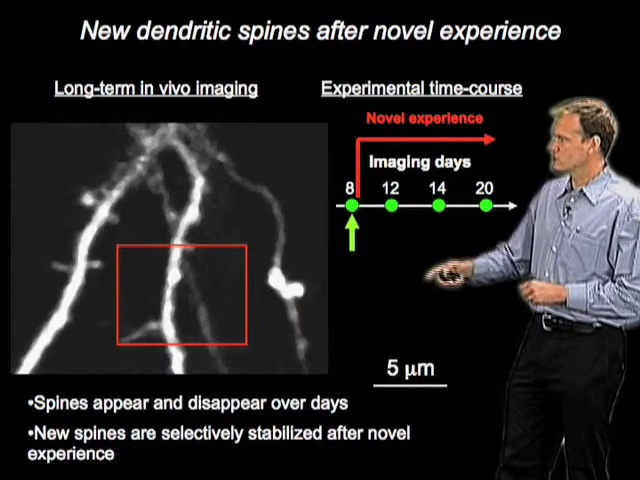 New dendritic spines after novel experience
Long-term in vivo imaging
Experimental time-course
Novel experience
Imaging days
8 12 14 20
5 μm
•Spines appear and disappear over days
•New spines are selectively stabilized after novel
experience